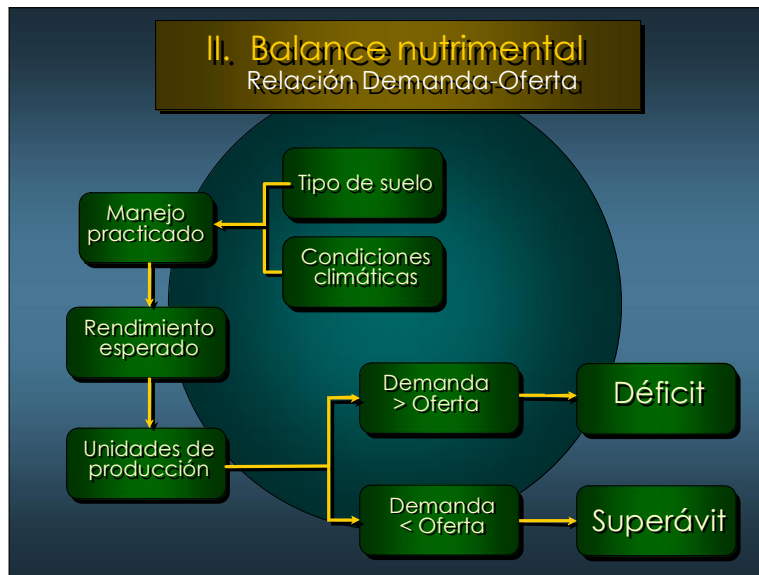 II. Balance nutrimental
Relación Demanda-Oferta
Tipo de suelo
Manejo
practicado
Condiciones
climáticas
Rendimiento
esperado
Demanda
> Oferta
Déficit
Unidades de
producción
Demanda
< Oferta
Superávit